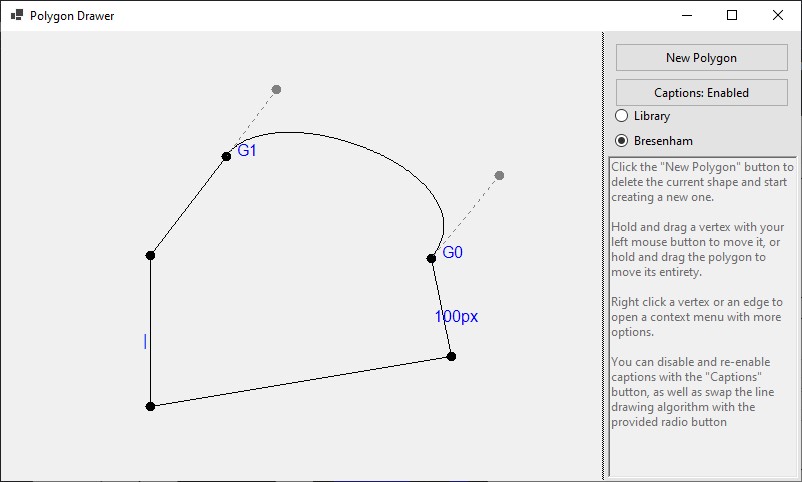 Polygon Drawer
New Polygon
Captions: Enabled
Library
Bresenham
G1
G0
100px
|
Click the "New Polygon" button to
delete the current shape and start
creating a new one.
Hold and drag a vertex with your
left mouse button to move it, or
hold and drag the polygon to
move its entirety.
Right click a vertex or an edge to
open a context menu with more
options.
You can disable and re-enable
captions with the "Captions"
button, as well as swap the line
drawing algorithm with the
provided radio button